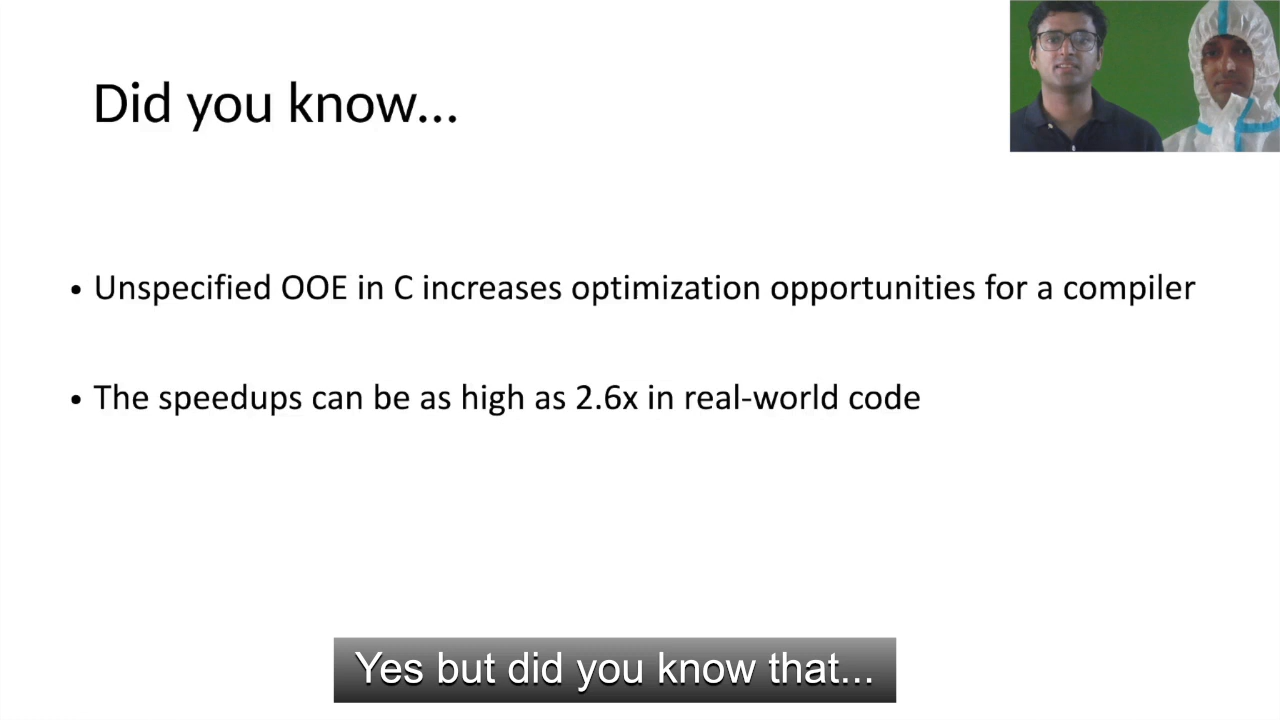 Did you know...
• Unspecified OOE in C increases optimization opportunities for a compiler
• The speedups can be as high as 2.6x in real-world code
Yes but did you know that...